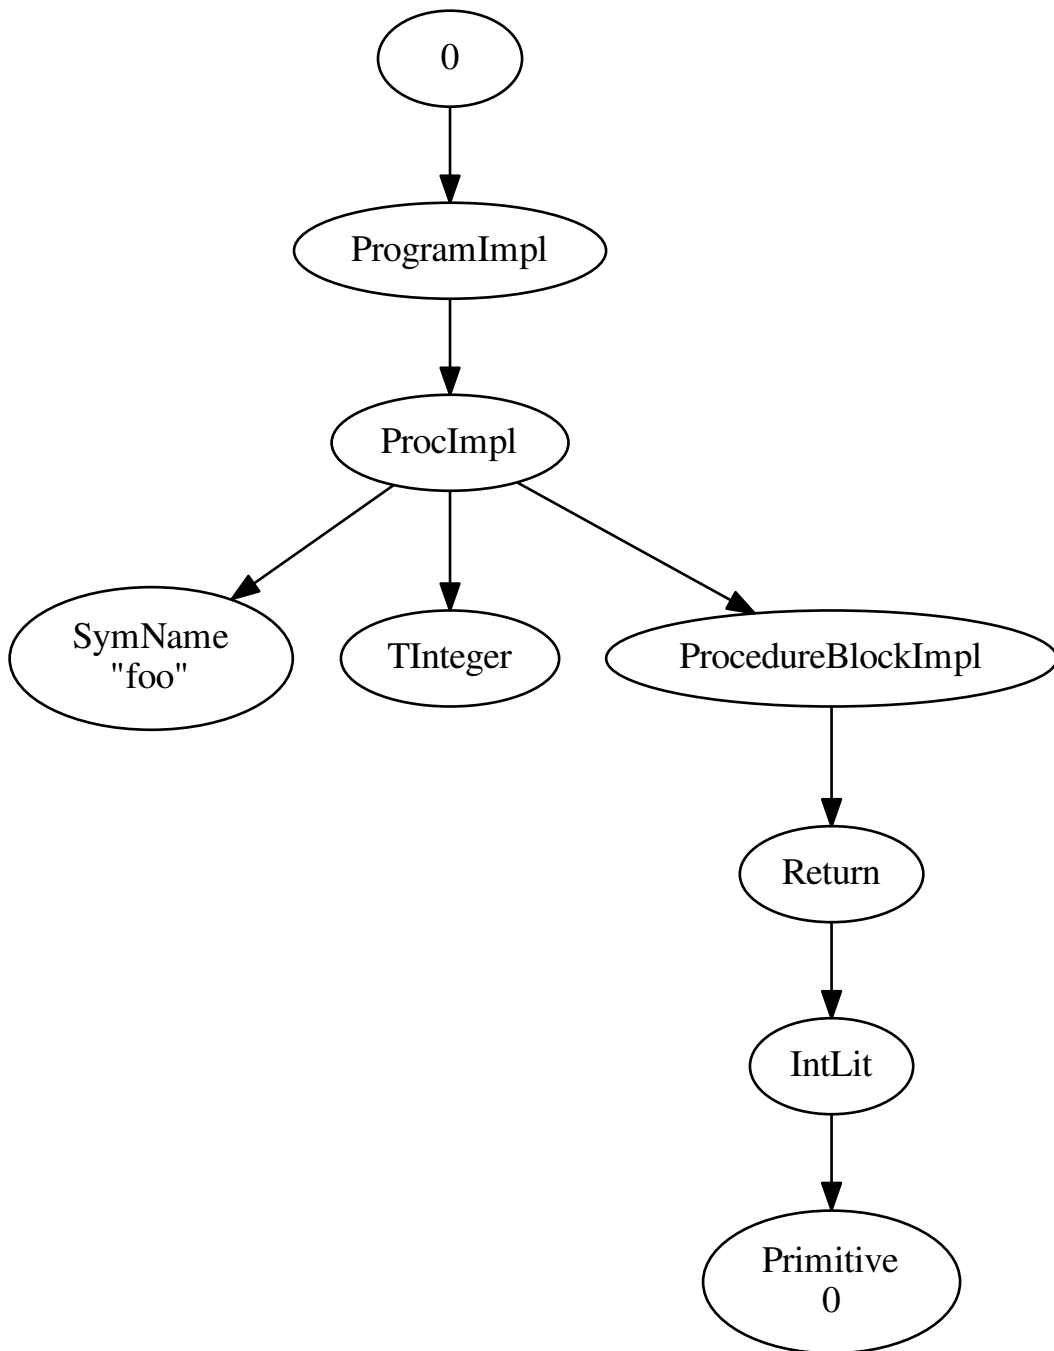 0
ProgramImpl
ProcImpl
SymName
"foo"
TInteger
ProcedureBlockImpl
Return
IntLit
Primitive
0